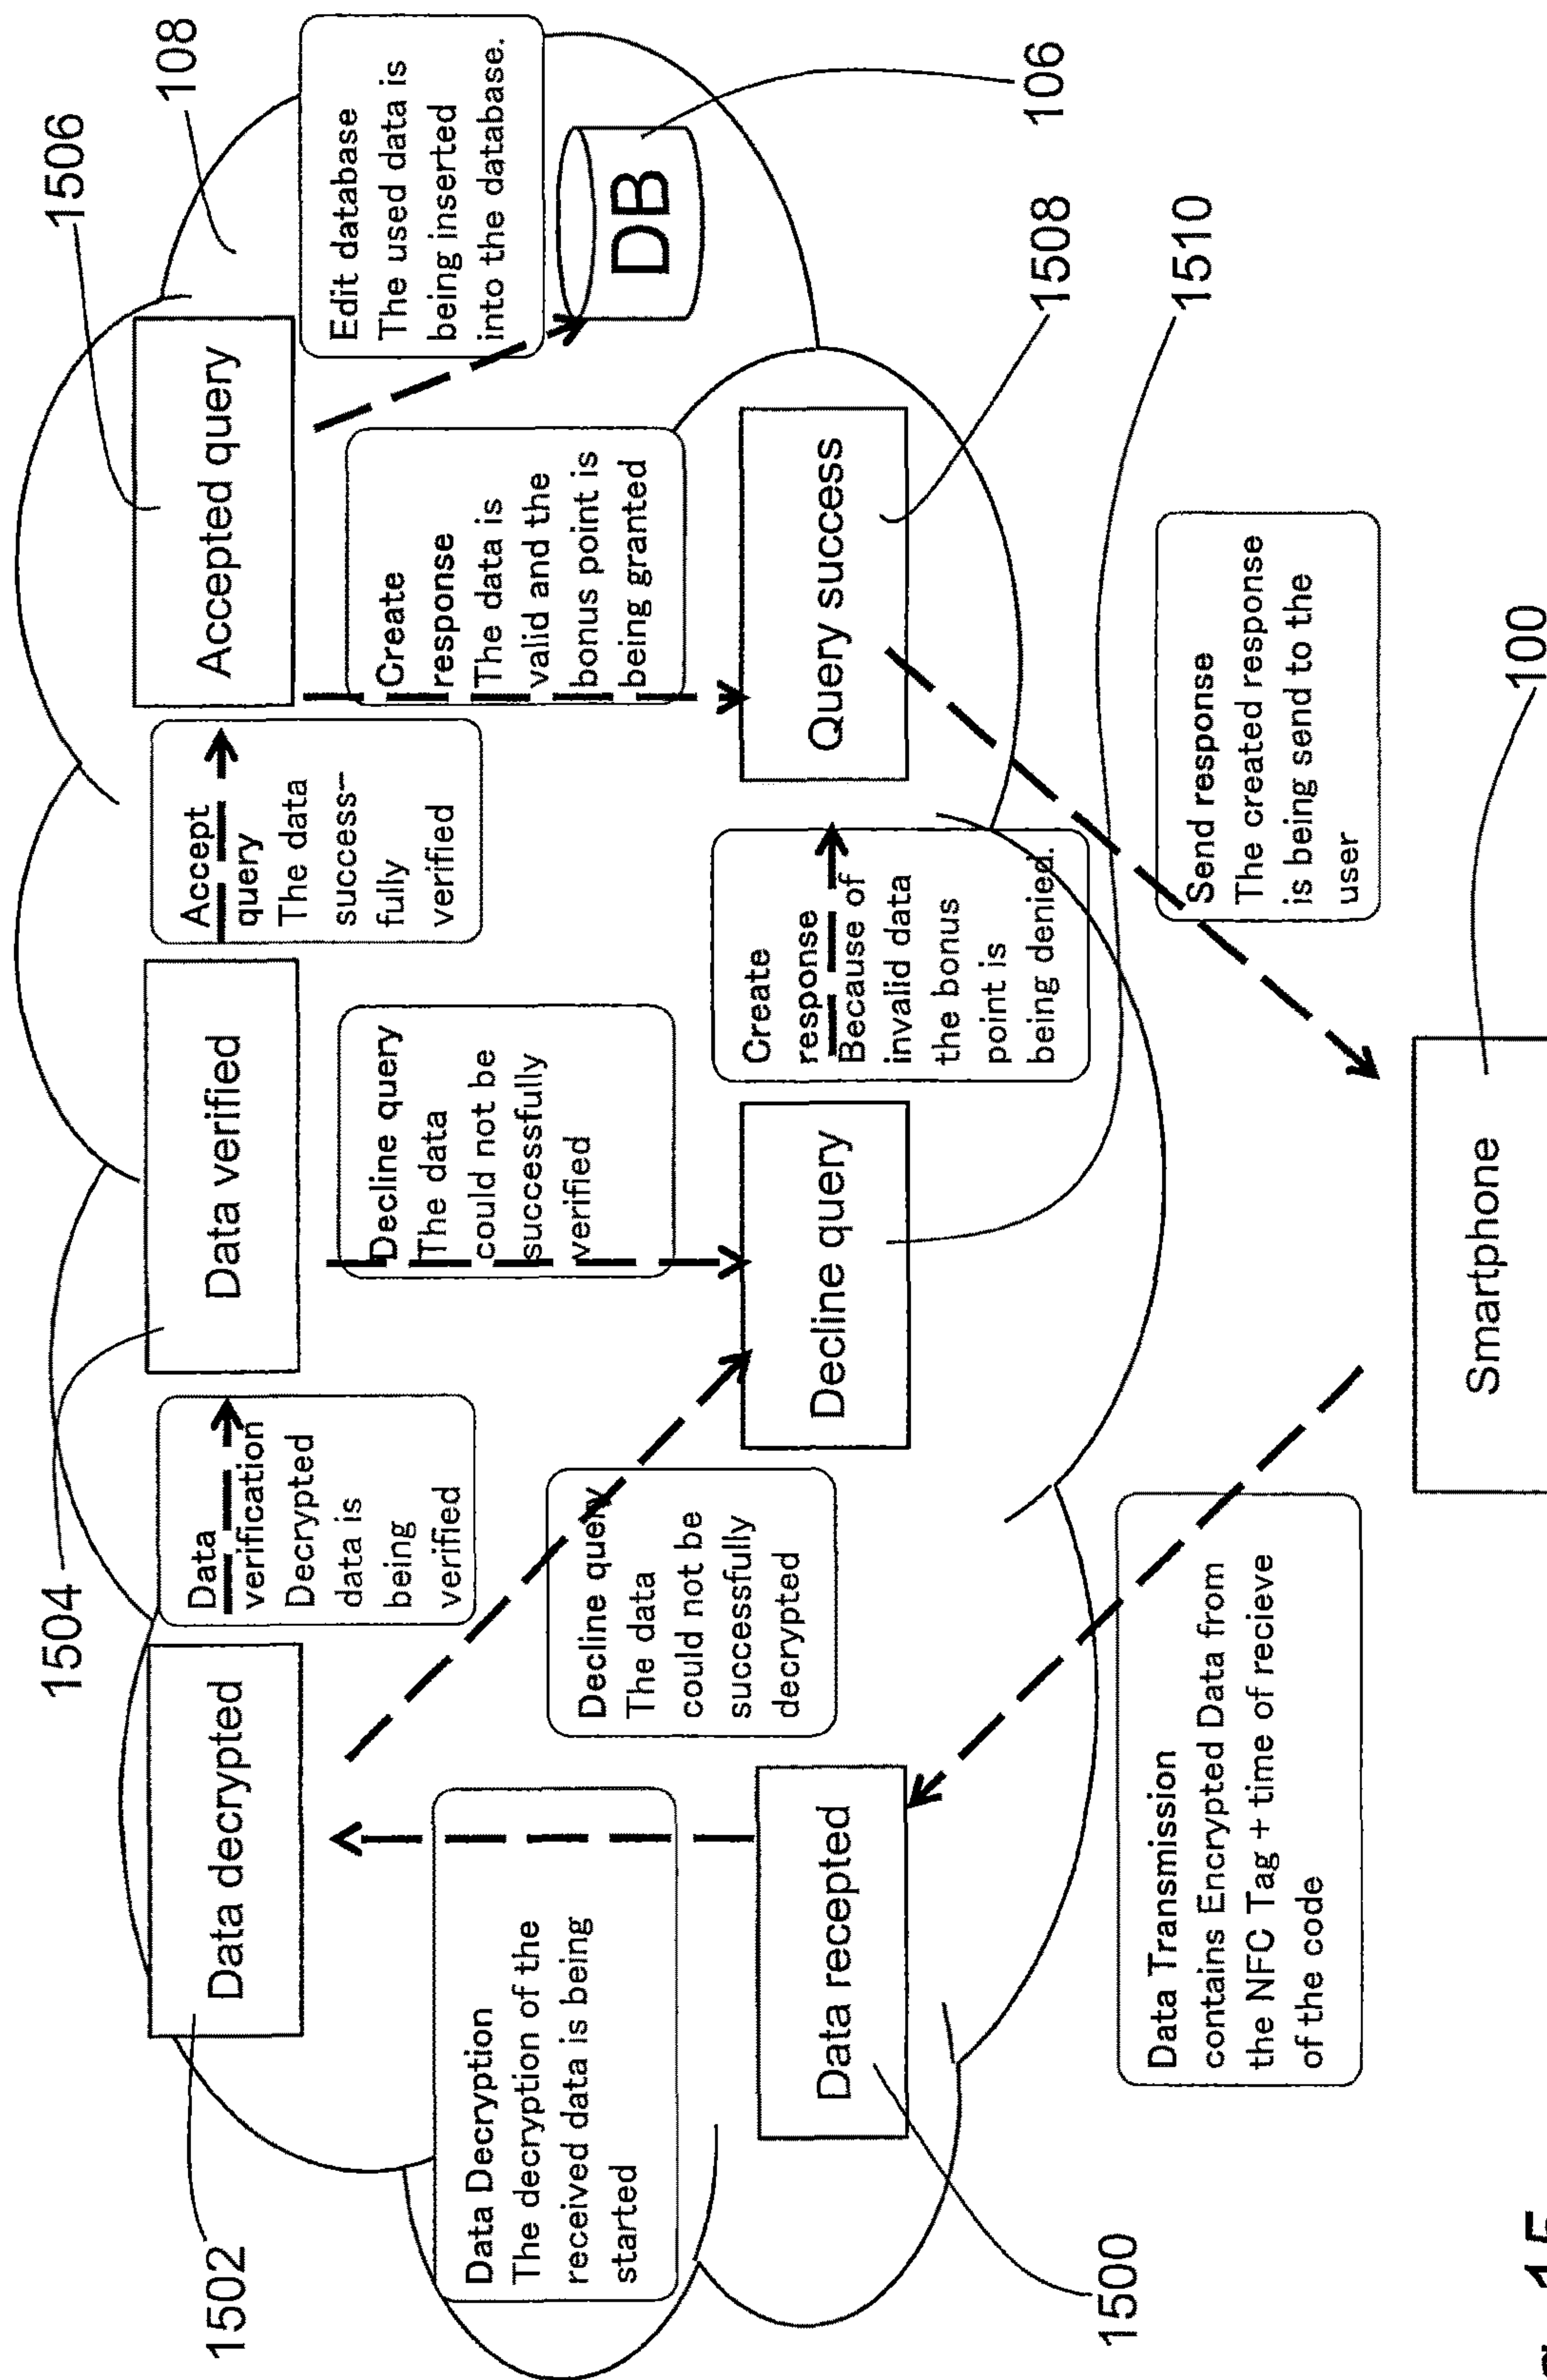 1506
108
1504
1502
Data decrypted
Data
verification
Decrypted
data is
being
verified
Data verified
Accept
query
The data
success-
fully
verified
Accepted query
Edit database
The used data is
being inserted
into the database.
DB
106
Data Decryption
The decryption of the
received data is being
started
Decline query
The data
could not be
successfully
decrypted
Decline query
The data
could not be
successfully
verified
Create
response
The data is
valid and the
bonus point is
being granted
Data recepted
Decline query
Create
response
Because of
invalid data
the bonus
point is
being denied.
Query success
1508
1510
1500
Data Transmission
contains Encrypted Data from
the NFC Tag + time of recieve
of the code
Send response
The created response
is being send to the
user
Smartphone
100
15